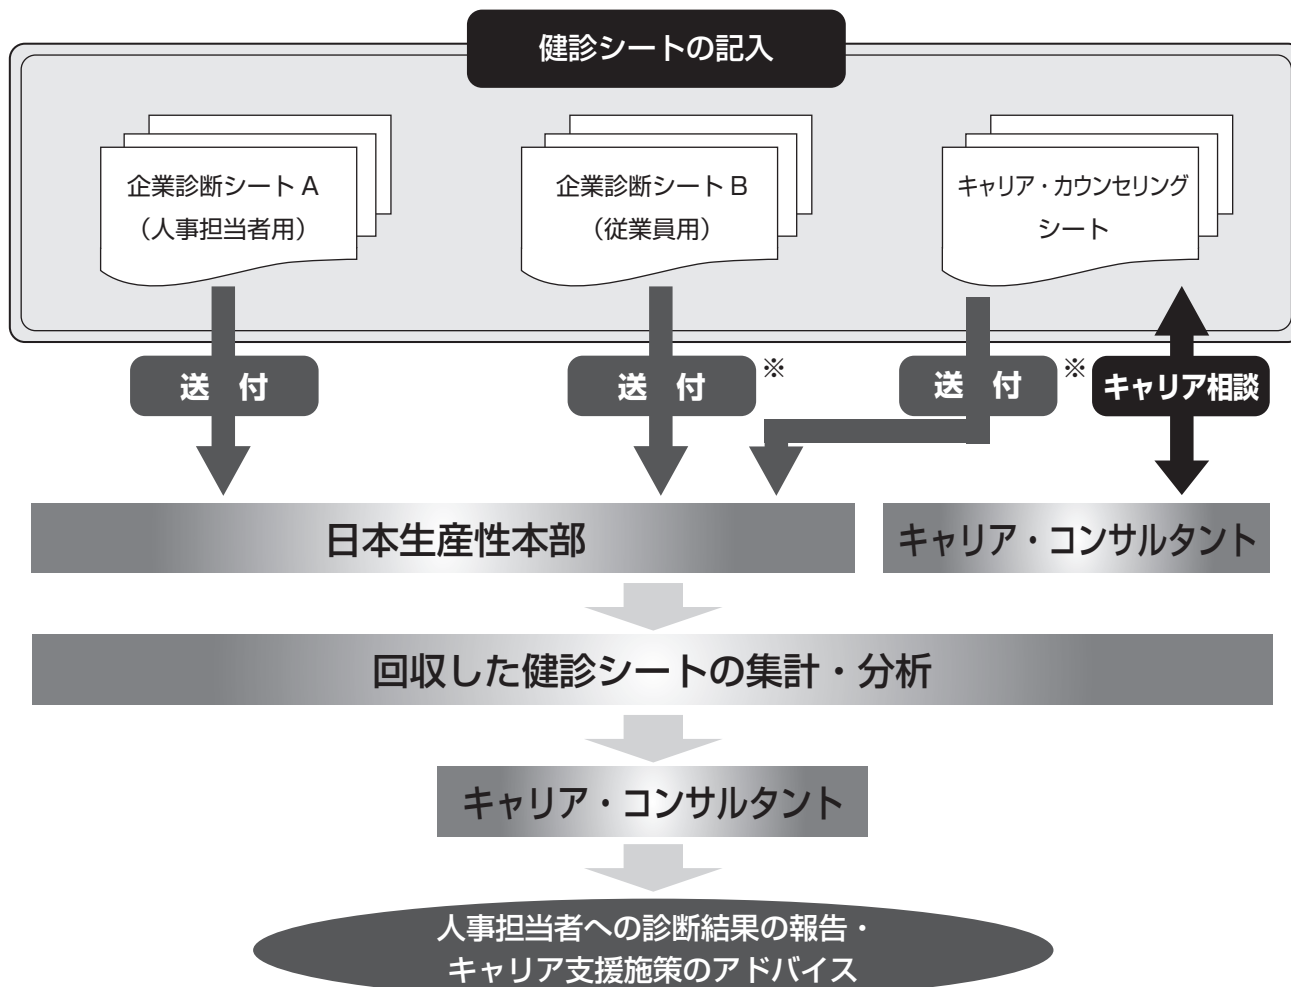 健診シートの記入
企業診断シート A
（人事担当者用）
企業診断シート B
（従業員用）
キャリア・カウンセリング
シート
送　付
送　付
※
送　付
※
キャリア相談
日本生産性本部
キャリア・コンサルタント
回収した健診シートの集計・分析
キャリア・コンサルタント
人事担当者への診断結果の報告・
キャリア支援施策のアドバイス